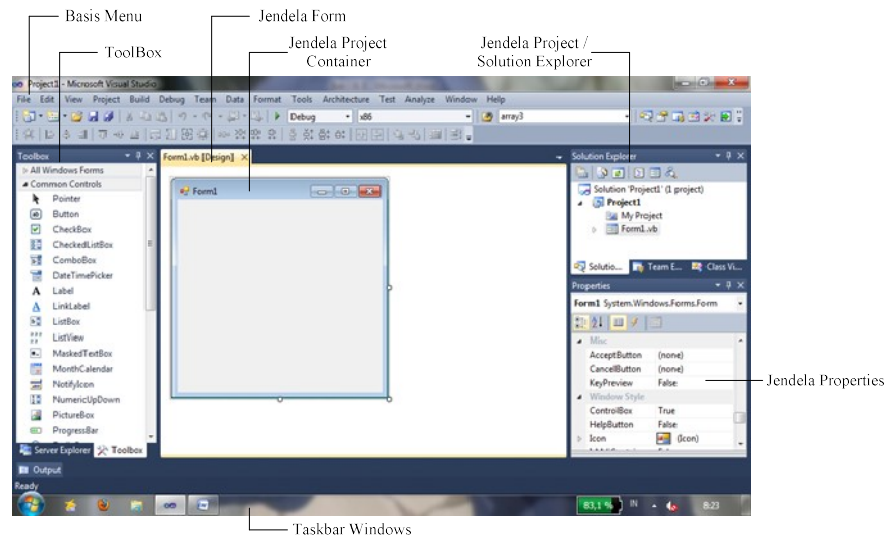 Basis Menu
Jendela Form
ToolBox
Jendela Project
Container
Jendela Project /
Solution Explorer
Project1 - Microsoft Visual Studio
File Edit View Project Build Debug Team Data Format Tools Architecture Test Analyze Window Help
Debug x86 array3
Toolbox
All Windows Forms
Common Controls
Pointer
Button
CheckBox
CheckedListBox
ComboBox
DateTimePicker
Label
LinkLabel
ListBox
ListView
MaskedTextBox
MonthCalendar
NotifyIcon
NumericUpDown
PictureBox
ProgressBar
Server Explorer Toolbox
Form1.vb [Design]
Form1
Solution Explorer
Solution 'Project1' (1 project)
Project1
My Project
Form1.vb
Solutio... Team E... Class Vi...
Properties
Form1 System.Windows.Forms.Form
Misc
AcceptButton (none)
CancelButton (none)
KeyPreview False
Window Style
ControlBox True
HelpButton False
Icon (Icon)
Jendela Properties
Output
Ready
83,1 % IN 8:23
Taskbar Windows